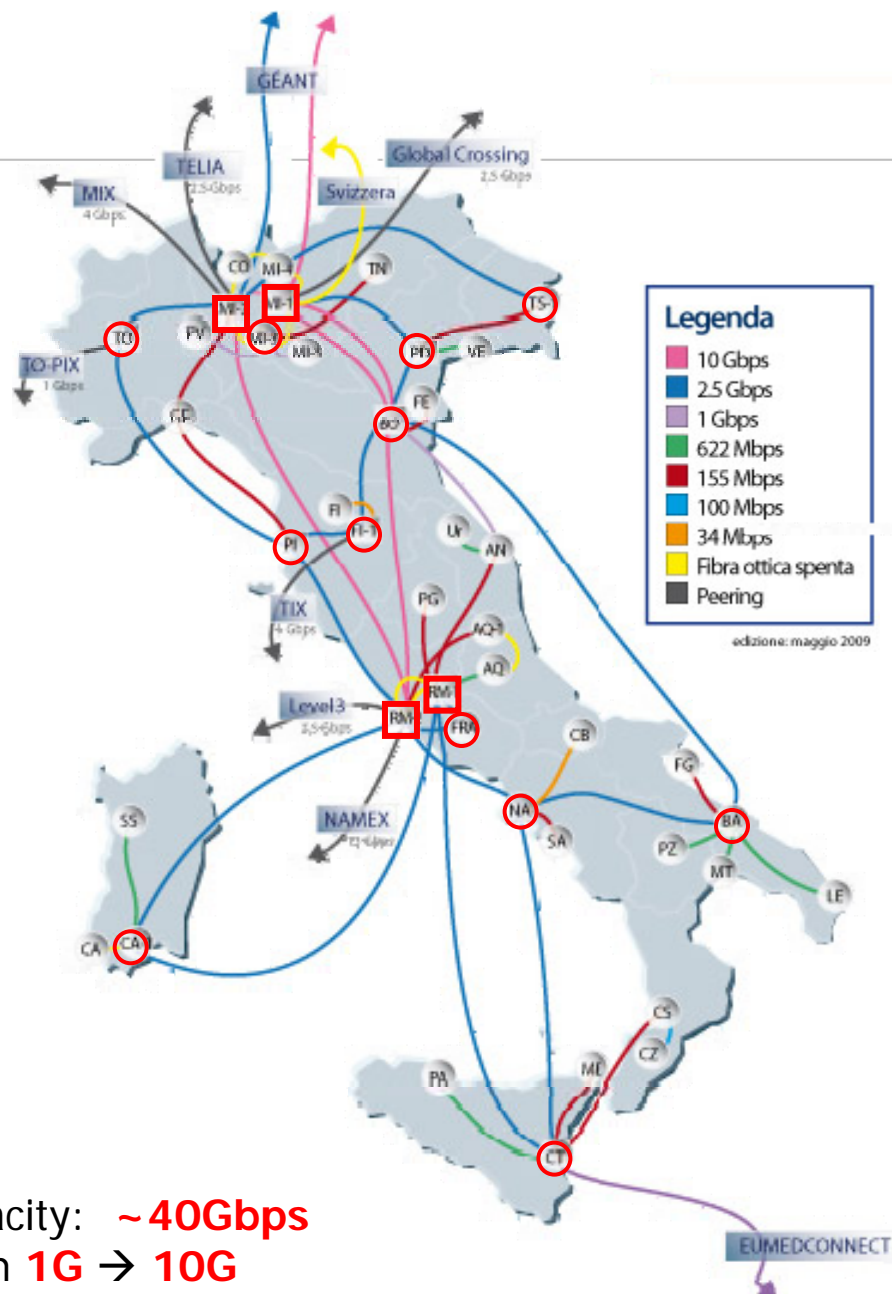 GÉANT
TELIA
2.5 Gbps
Global Crossing
2.5 Gbps
MIX
4 Gbps
Svizzera
CO
MI-4
TN
MI-1
TS-
TO
PV
MI-3
PD
VE
TO-PIX
1 Gbps
GE
FE
BO
FI
FI-1
PI
Ur
AN
TIX
PG
AQ-1
AQ
Level3
2,5 Gbps
RM-
RM-
FRA
CB
FG
NAMEX
NA
SA
BA
PZ
MT
LE
SS
CA
CA-1
CS
CZ
PA
ME
CT
EUMEDCONNECT
Legenda
10 Gbps
2.5 Gbps
1 Gbps
622 Mbps
155 Mbps
100 Mbps
34 Mbps
Fibra ottica spenta
Peering
edizione: maggio 2009
acity: ~40Gbps
n 1G → 10G